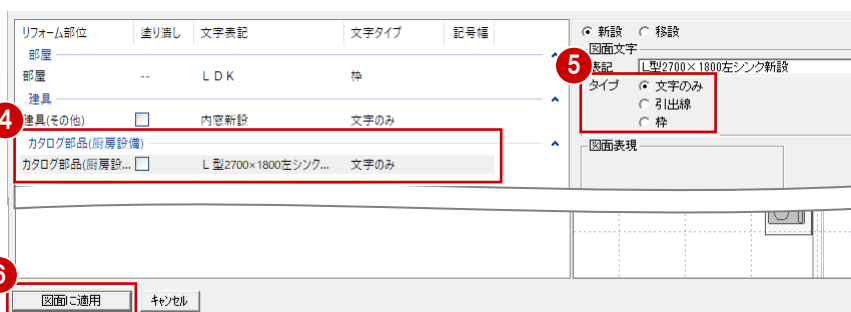 リフォーム部位 塗り潰し 文字表記 文字タイプ 記号幅
部屋
部屋 -- LDK 枠
建具
建具(その他) 内窓新設 文字のみ
カタログ部品(厨房設備)
カタログ部品(厨房設... L型2700×1800左シンク... 文字のみ
4
新設 移設
図面文字
5
表記 L型2700×1800左シンク新設
タイプ 文字のみ
引出線
枠
図面表現
6
図面に適用 キャンセル